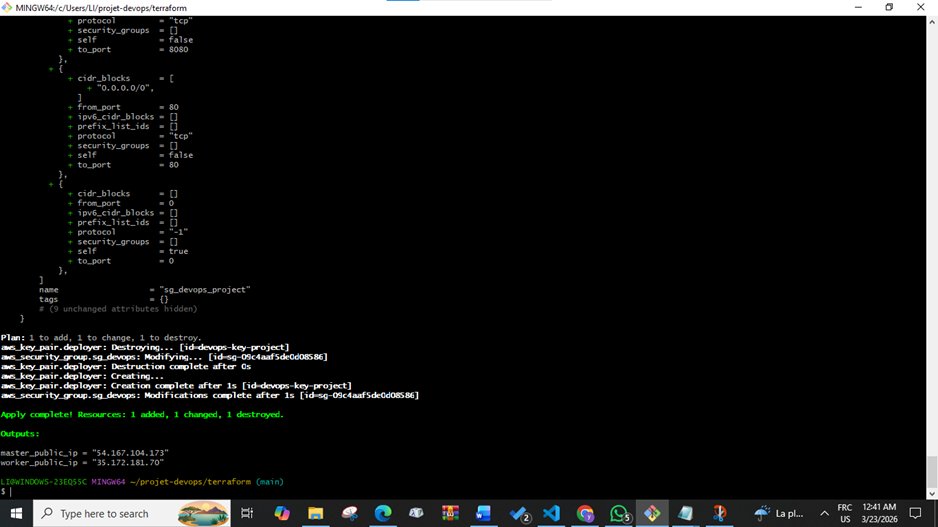 MINGW64:/c/Users/LI/projet-devops/terraform
+ protocol = "tcp"
+ security_groups = []
+ self = false
+ to_port = 8080
},
+ {
+ cidr_blocks = [
+ "0.0.0.0/0",
]
+ from_port = 80
+ ipv6_cidr_blocks = []
+ prefix_list_ids = []
+ protocol = "tcp"
+ security_groups = []
+ self = false
+ to_port = 80
},
+ {
+ cidr_blocks = []
+ from_port = 0
+ ipv6_cidr_blocks = []
+ prefix_list_ids = []
+ protocol = "-1"
+ security_groups = []
+ self = true
+ to_port = 0
},
]
name = "sg_devops_project"
tags = {}
# (9 unchanged attributes hidden)
}
Plan: 1 to add, 1 to change, 1 to destroy.
aws_key_pair.deployer: Destroying... [id=devops-key-project]
aws_security_group.sg_devops: Modifying... [id=sg-09c4aaf5de0d08586]
aws_key_pair.deployer: Destruction complete after 0s
aws_key_pair.deployer: Creating...
aws_key_pair.deployer: Creation complete after 1s [id=devops-key-project]
aws_security_group.sg_devops: Modifications complete after 1s [id=sg-09c4aaf5de0d08586]
Apply complete! Resources: 1 added, 1 changed, 1 destroyed.
Outputs:
master_public_ip = "54.167.104.173"
worker_public_ip = "35.172.181.70"
LI@WINDOWS-23EQ5SC MINGW64 ~/projet-devops/terraform (main)
$
Type here to search
2
5
La pl...
FRC
US
12:41 AM
3/23/2026